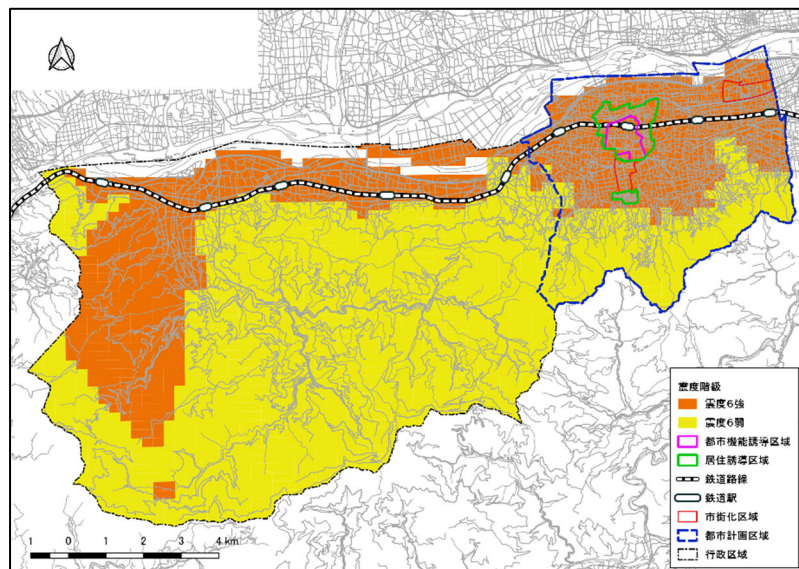 震度階級
震度6強
震度6弱
都市機能誘導区域
居住誘導区域
鉄道路線
鉄道駅
市街化区域
都市計画区域
行政区域
1 0 1 2 3 4 km